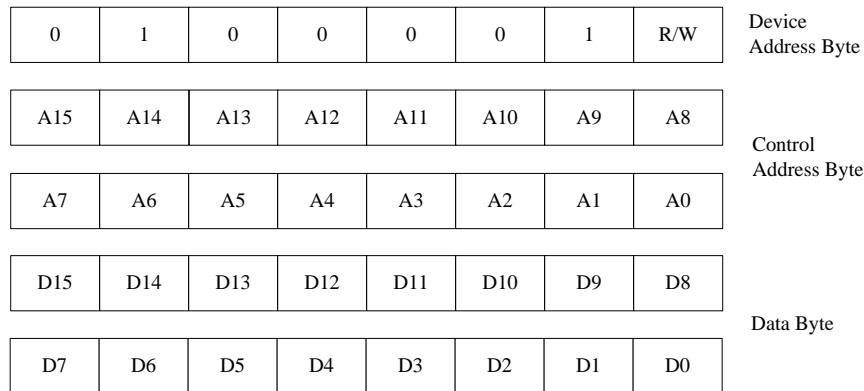 0 1 0 0 0 0 1 R/W
Device
Address Byte
A15 A14 A13 A12 A11 A10 A9 A8
Control
Address Byte
A7 A6 A5 A4 A3 A2 A1 A0
D15 D14 D13 D12 D11 D10 D9 D8
Data Byte
D7 D6 D5 D4 D3 D2 D1 D0